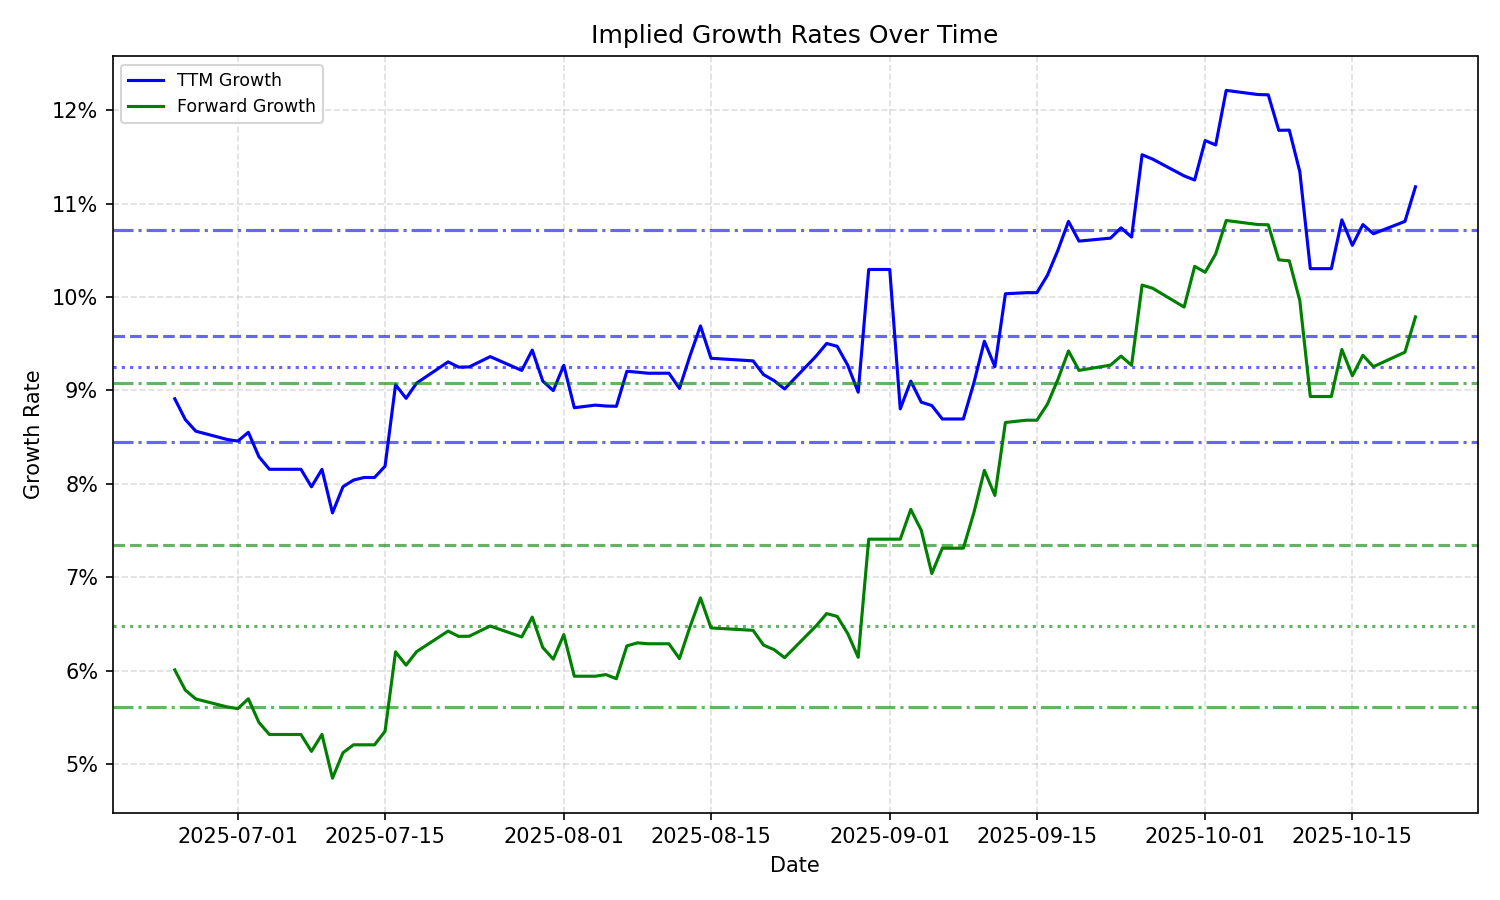 Implied Growth Rates Over Time
TTM Growth
Forward Growth
12%
11%
10%
9%
8%
7%
6%
5%
Growth Rate
2025-07-01 2025-07-15 2025-08-01 2025-08-15 2025-09-01 2025-09-15 2025-10-01 2025-10-15
Date